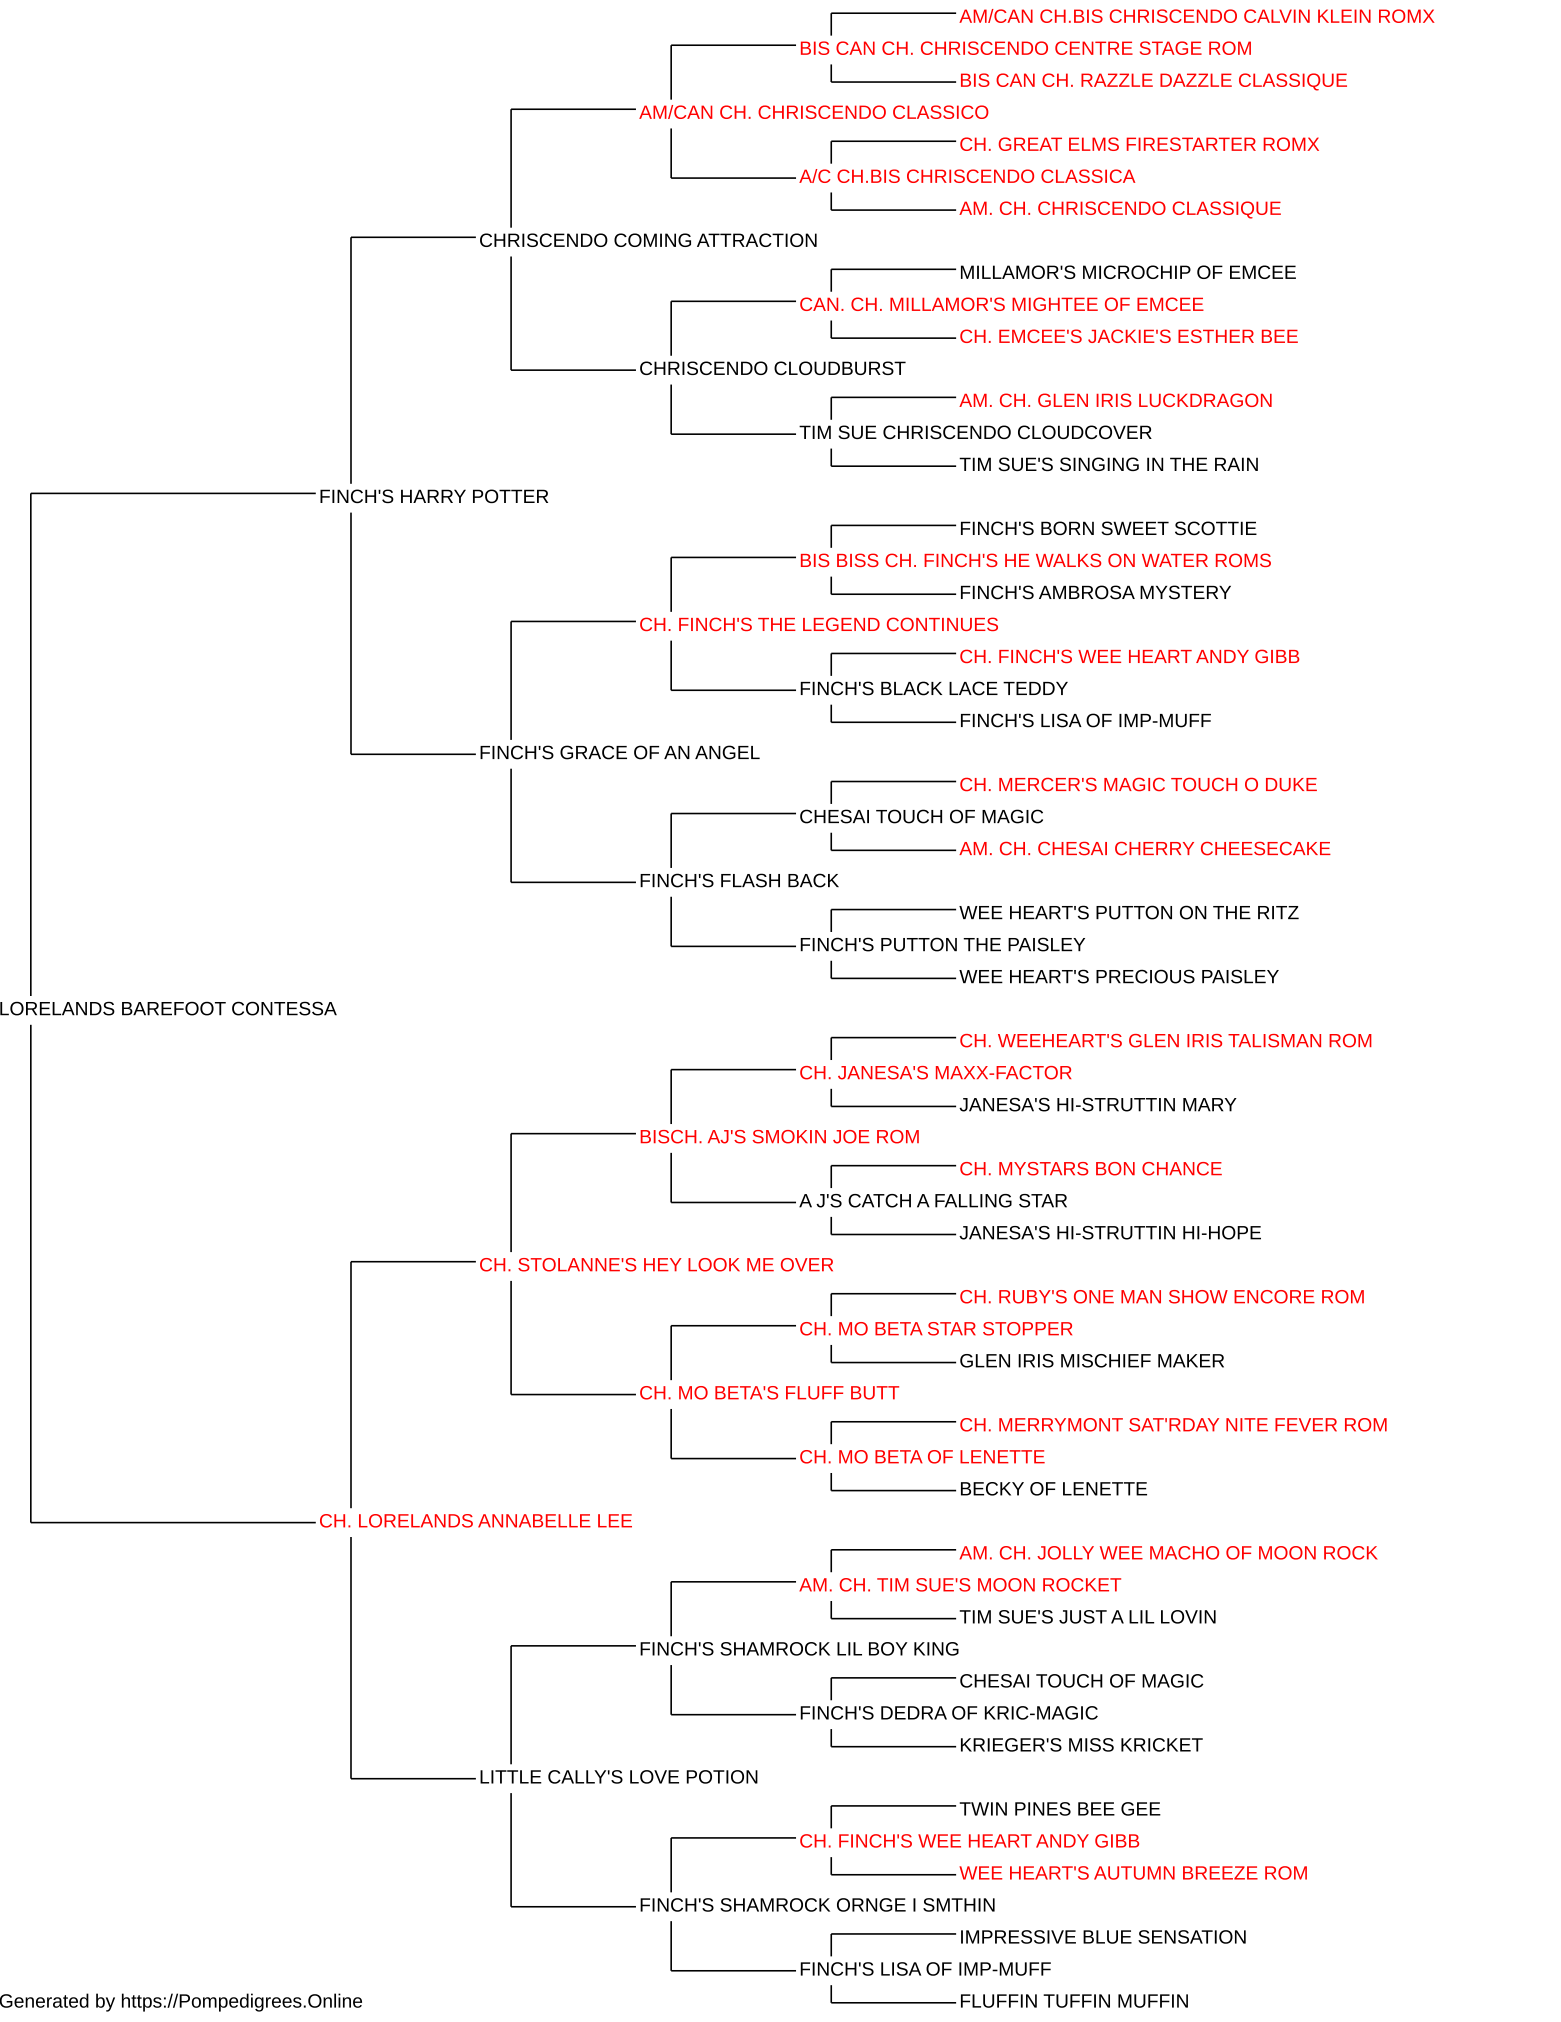 AM/CAN CH.BIS CHRISCENDO CALVIN KLEIN ROMX
BIS CAN CH. CHRISCENDO CENTRE STAGE ROM
BIS CAN CH. RAZZLE DAZZLE CLASSIQUE
AM/CAN CH. CHRISCENDO CLASSICO
CH. GREAT ELMS FIRESTARTER ROMX
A/C CH.BIS CHRISCENDO CLASSICA
AM. CH. CHRISCENDO CLASSIQUE
CHRISCENDO COMING ATTRACTION
MILLAMOR'S MICROCHIP OF EMCEE
CAN. CH. MILLAMOR'S MIGHTEE OF EMCEE
CH. EMCEE'S JACKIE'S ESTHER BEE
CHRISCENDO CLOUDBURST
AM. CH. GLEN IRIS LUCKDRAGON
TIM SUE CHRISCENDO CLOUDCOVER
TIM SUE'S SINGING IN THE RAIN
FINCH'S HARRY POTTER
FINCH'S BORN SWEET SCOTTIE
BIS BISS CH. FINCH'S HE WALKS ON WATER ROMS
FINCH'S AMBROSA MYSTERY
CH. FINCH'S THE LEGEND CONTINUES
CH. FINCH'S WEE HEART ANDY GIBB
FINCH'S BLACK LACE TEDDY
FINCH'S LISA OF IMP-MUFF
FINCH'S GRACE OF AN ANGEL
CH. MERCER'S MAGIC TOUCH O DUKE
CHESAI TOUCH OF MAGIC
AM. CH. CHESAI CHERRY CHEESECAKE
FINCH'S FLASH BACK
WEE HEART'S PUTTON ON THE RITZ
FINCH'S PUTTON THE PAISLEY
WEE HEART'S PRECIOUS PAISLEY
LORELANDS BAREFOOT CONTESSA
CH. WEEHEART'S GLEN IRIS TALISMAN ROM
CH. JANESA'S MAXX-FACTOR
JANESA'S HI-STRUTTIN MARY
BISCH. AJ'S SMOKIN JOE ROM
CH. MYSTARS BON CHANCE
A J'S CATCH A FALLING STAR
JANESA'S HI-STRUTTIN HI-HOPE
CH. STOLANNE'S HEY LOOK ME OVER
CH. RUBY'S ONE MAN SHOW ENCORE ROM
CH. MO BETA STAR STOPPER
GLEN IRIS MISCHIEF MAKER
CH. MO BETA'S FLUFF BUTT
CH. MERRYMONT SAT'RDAY NITE FEVER ROM
CH. MO BETA OF LENETTE
BECKY OF LENETTE
CH. LORELANDS ANNABELLE LEE
AM. CH. JOLLY WEE MACHO OF MOON ROCK
AM. CH. TIM SUE'S MOON ROCKET
TIM SUE'S JUST A LIL LOVIN
FINCH'S SHAMROCK LIL BOY KING
CHESAI TOUCH OF MAGIC
FINCH'S DEDRA OF KRIC-MAGIC
KRIEGER'S MISS KRICKET
LITTLE CALLY'S LOVE POTION
TWIN PINES BEE GEE
CH. FINCH'S WEE HEART ANDY GIBB
WEE HEART'S AUTUMN BREEZE ROM
FINCH'S SHAMROCK ORNGE I SMTHIN
IMPRESSIVE BLUE SENSATION
FINCH'S LISA OF IMP-MUFF
FLUFFIN TUFFIN MUFFIN
Generated by https://Pompedigrees.Online